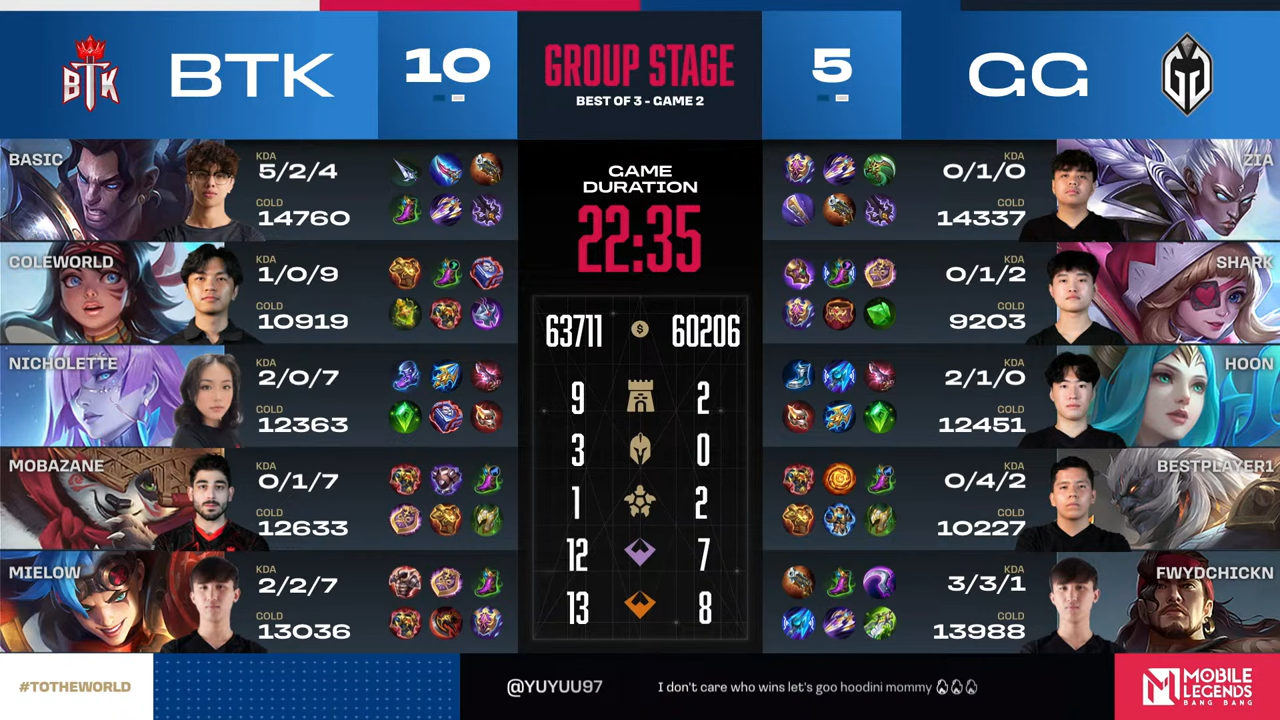 BTK
BTK
10
GROUP STAGE
BEST OF 3 - GAME 2
5
GG
BASIC
KDA
5/2/4
GOLD
14760
COLEWORLD
KDA
1/0/9
GOLD
10919
NICHOLETTE
KDA
2/0/7
GOLD
12363
MOBAZANE
KDA
0/1/7
GOLD
12633
MIELOW
KDA
2/2/7
GOLD
13036
GAME
DURATION
22:35
63711 $ 60206
9 2
3 0
1 2
12 7
13 8
KDA
0/1/0
GOLD
14337
ZIA
KDA
0/1/2
GOLD
9203
SHARK
KDA
2/1/0
GOLD
12451
HOON
KDA
0/4/2
GOLD
10227
BESTPLAYER1
KDA
3/3/1
GOLD
13988
FWYDCHICKN
#TOTHEWORLD
@YUYUU97
I don't care who wins let's goo hoodini mommy
MOBILE
LEGENDS
BANG BANG